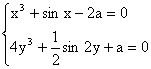 x³ + sin x - 2a = 0
4y³ + 1/2 sin 2y + a = 0